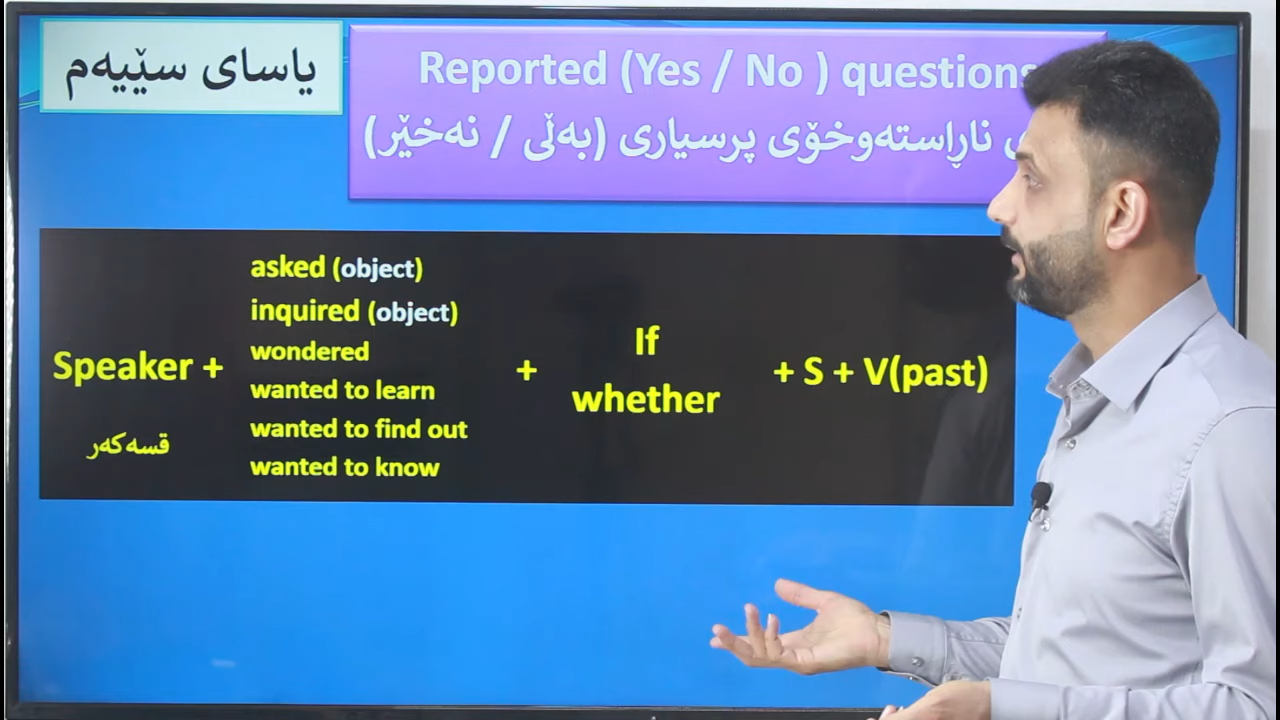 ياسای سێیەم
Reported (Yes / No ) questions
ناڕاستەوخۆی پرسیاری (بەڵێ / نەخێر)
asked (object)
inquired (object)
wondered
wanted to learn
wanted to find out
wanted to know
Speaker +
قسەکەر
+
If
whether
+ S + V(past)